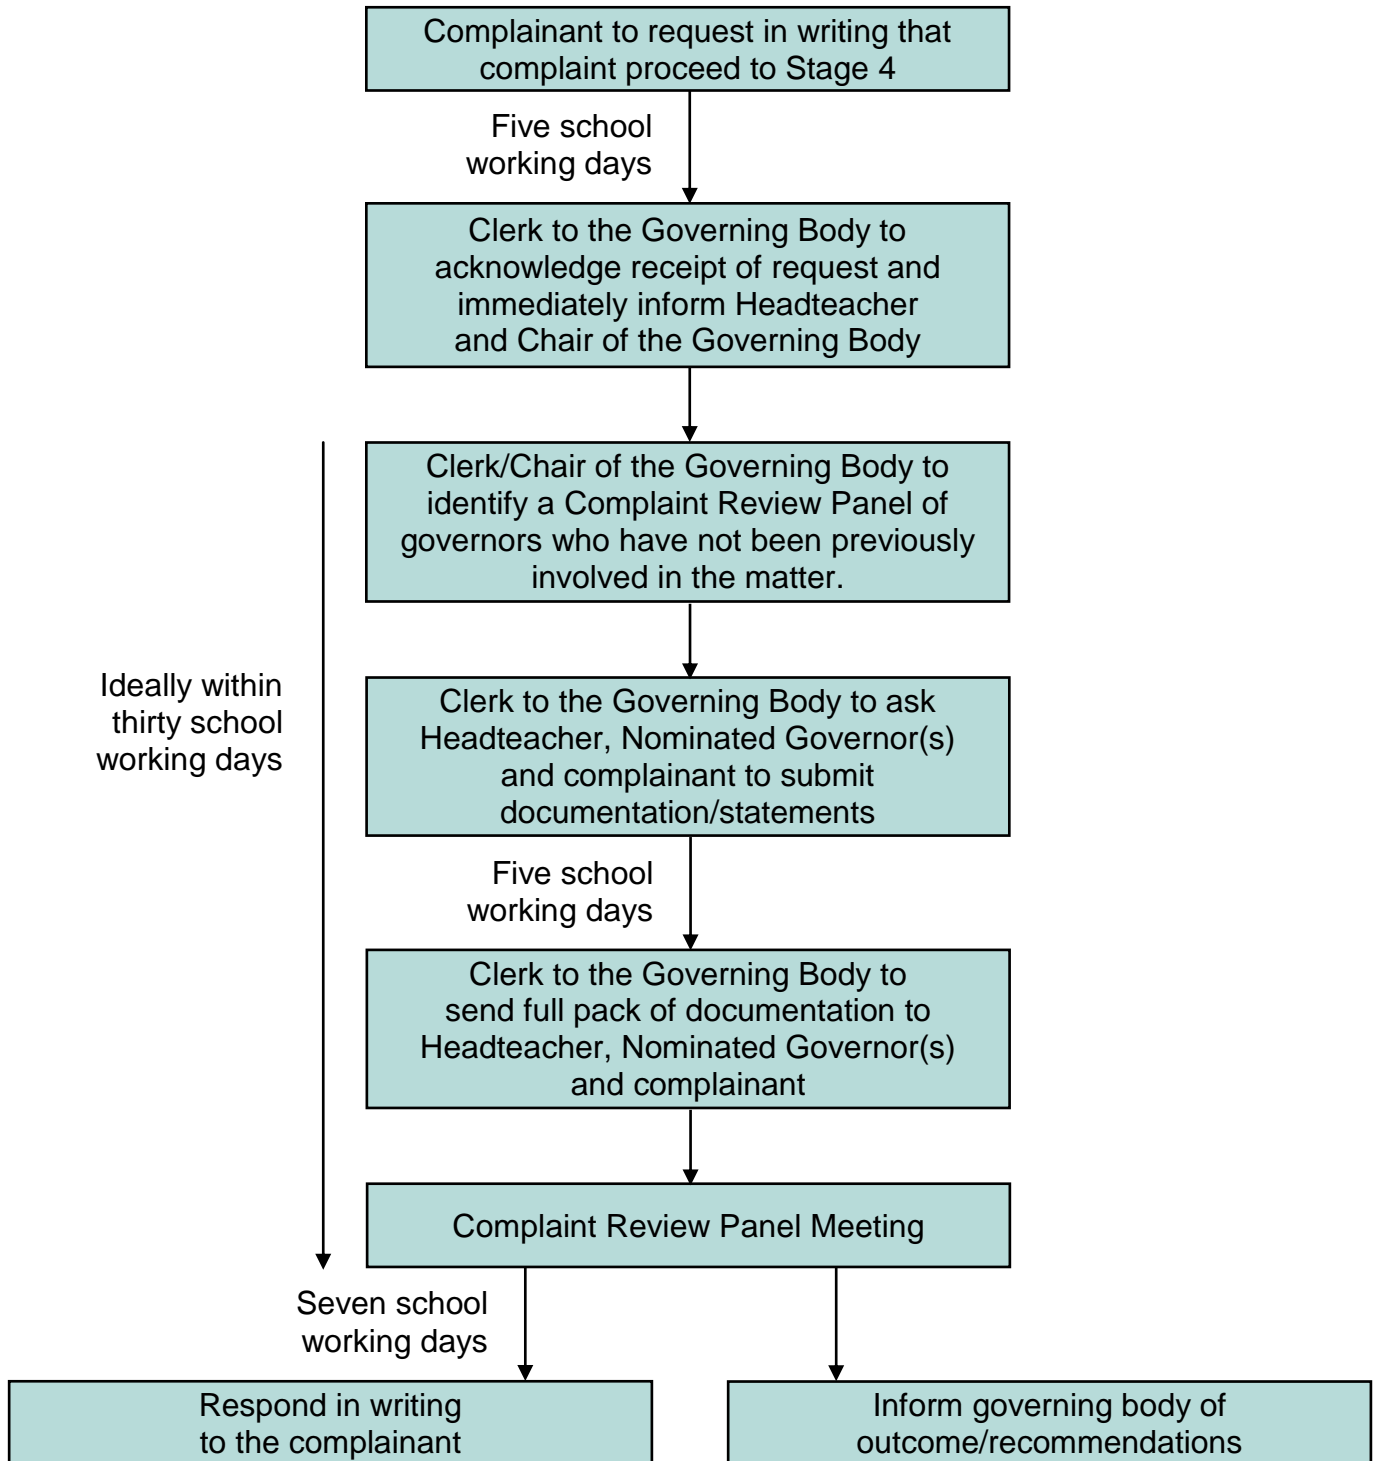 Complainant to request in writing that
complaint proceed to Stage 4
Five school
working days
Clerk to the Governing Body to
acknowledge receipt of request and
immediately inform Headteacher
and Chair of the Governing Body
Clerk/Chair of the Governing Body to
identify a Complaint Review Panel of
governors who have not been previously
involved in the matter.
Ideally within
thirty school
working days
Clerk to the Governing Body to ask
Headteacher, Nominated Governor(s)
and complainant to submit
documentation/statements
Five school
working days
Clerk to the Governing Body to
send full pack of documentation to
Headteacher, Nominated Governor(s)
and complainant
Complaint Review Panel Meeting
Seven school
working days
Respond in writing
to the complainant
Inform governing body of
outcome/recommendations